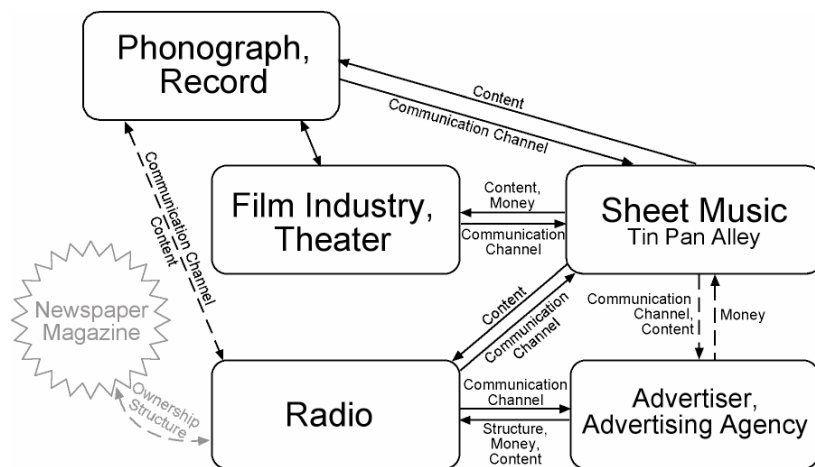 Phonograph,
Record
Content
Communication Channel
Communication Channel
Content
Film Industry,
Theater
Content,
Money
Communication
Channel
Sheet Music
Tin Pan Alley
Newspaper
Magazine
Content
Communication
Channel
Communication
Channel,
Content
Money
Ownership
Structure
Radio
Communication
Channel
Structure,
Money,
Content
Advertiser,
Advertising Agency